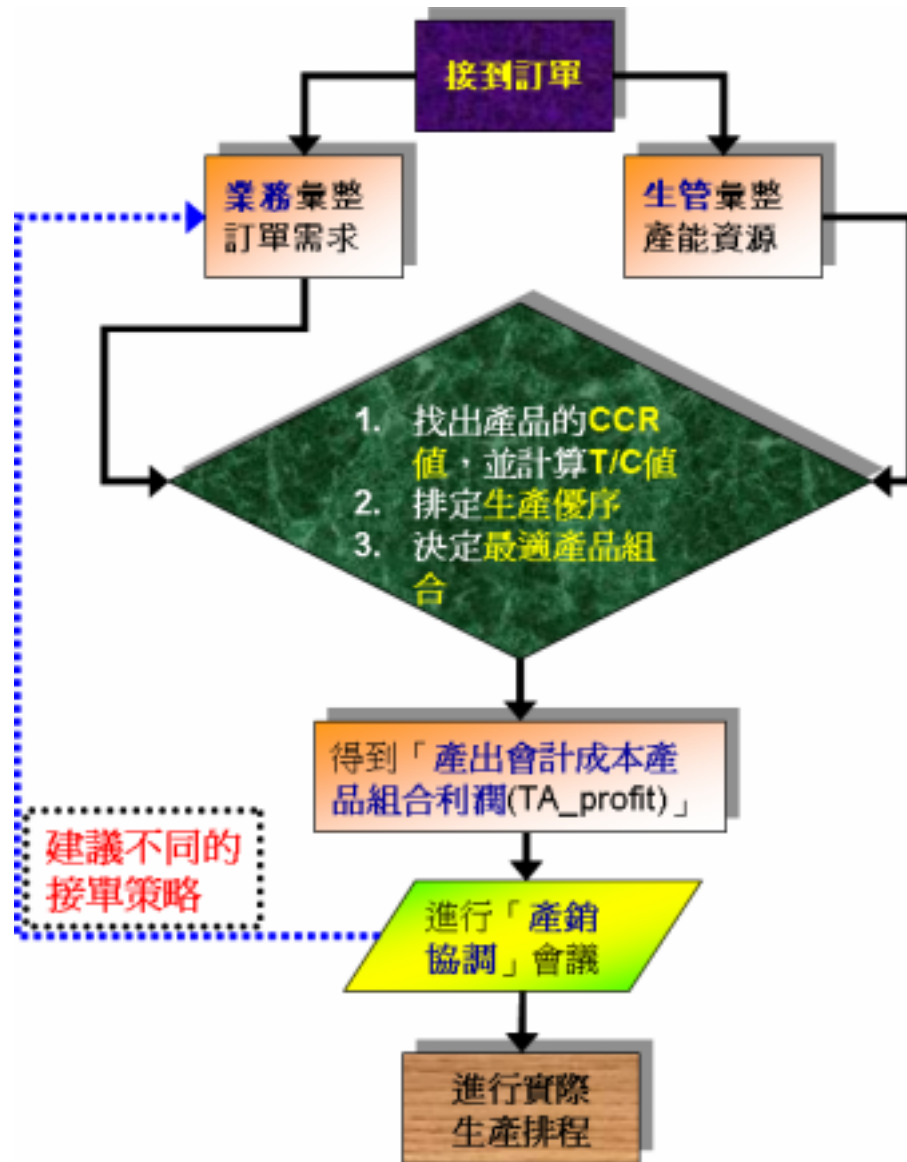 接到訂單
業務彙整
訂單需求
生管彙整
產能資源
1. 找出產品的CCR
值，並計算T/C值
2. 排定生產優序
3. 決定最適產品組
合
得到「產出會計成本產
品組合利潤(TA_profit)」
建議不同的
接單策略
進行「產銷
協調」會議
進行實際
生產排程